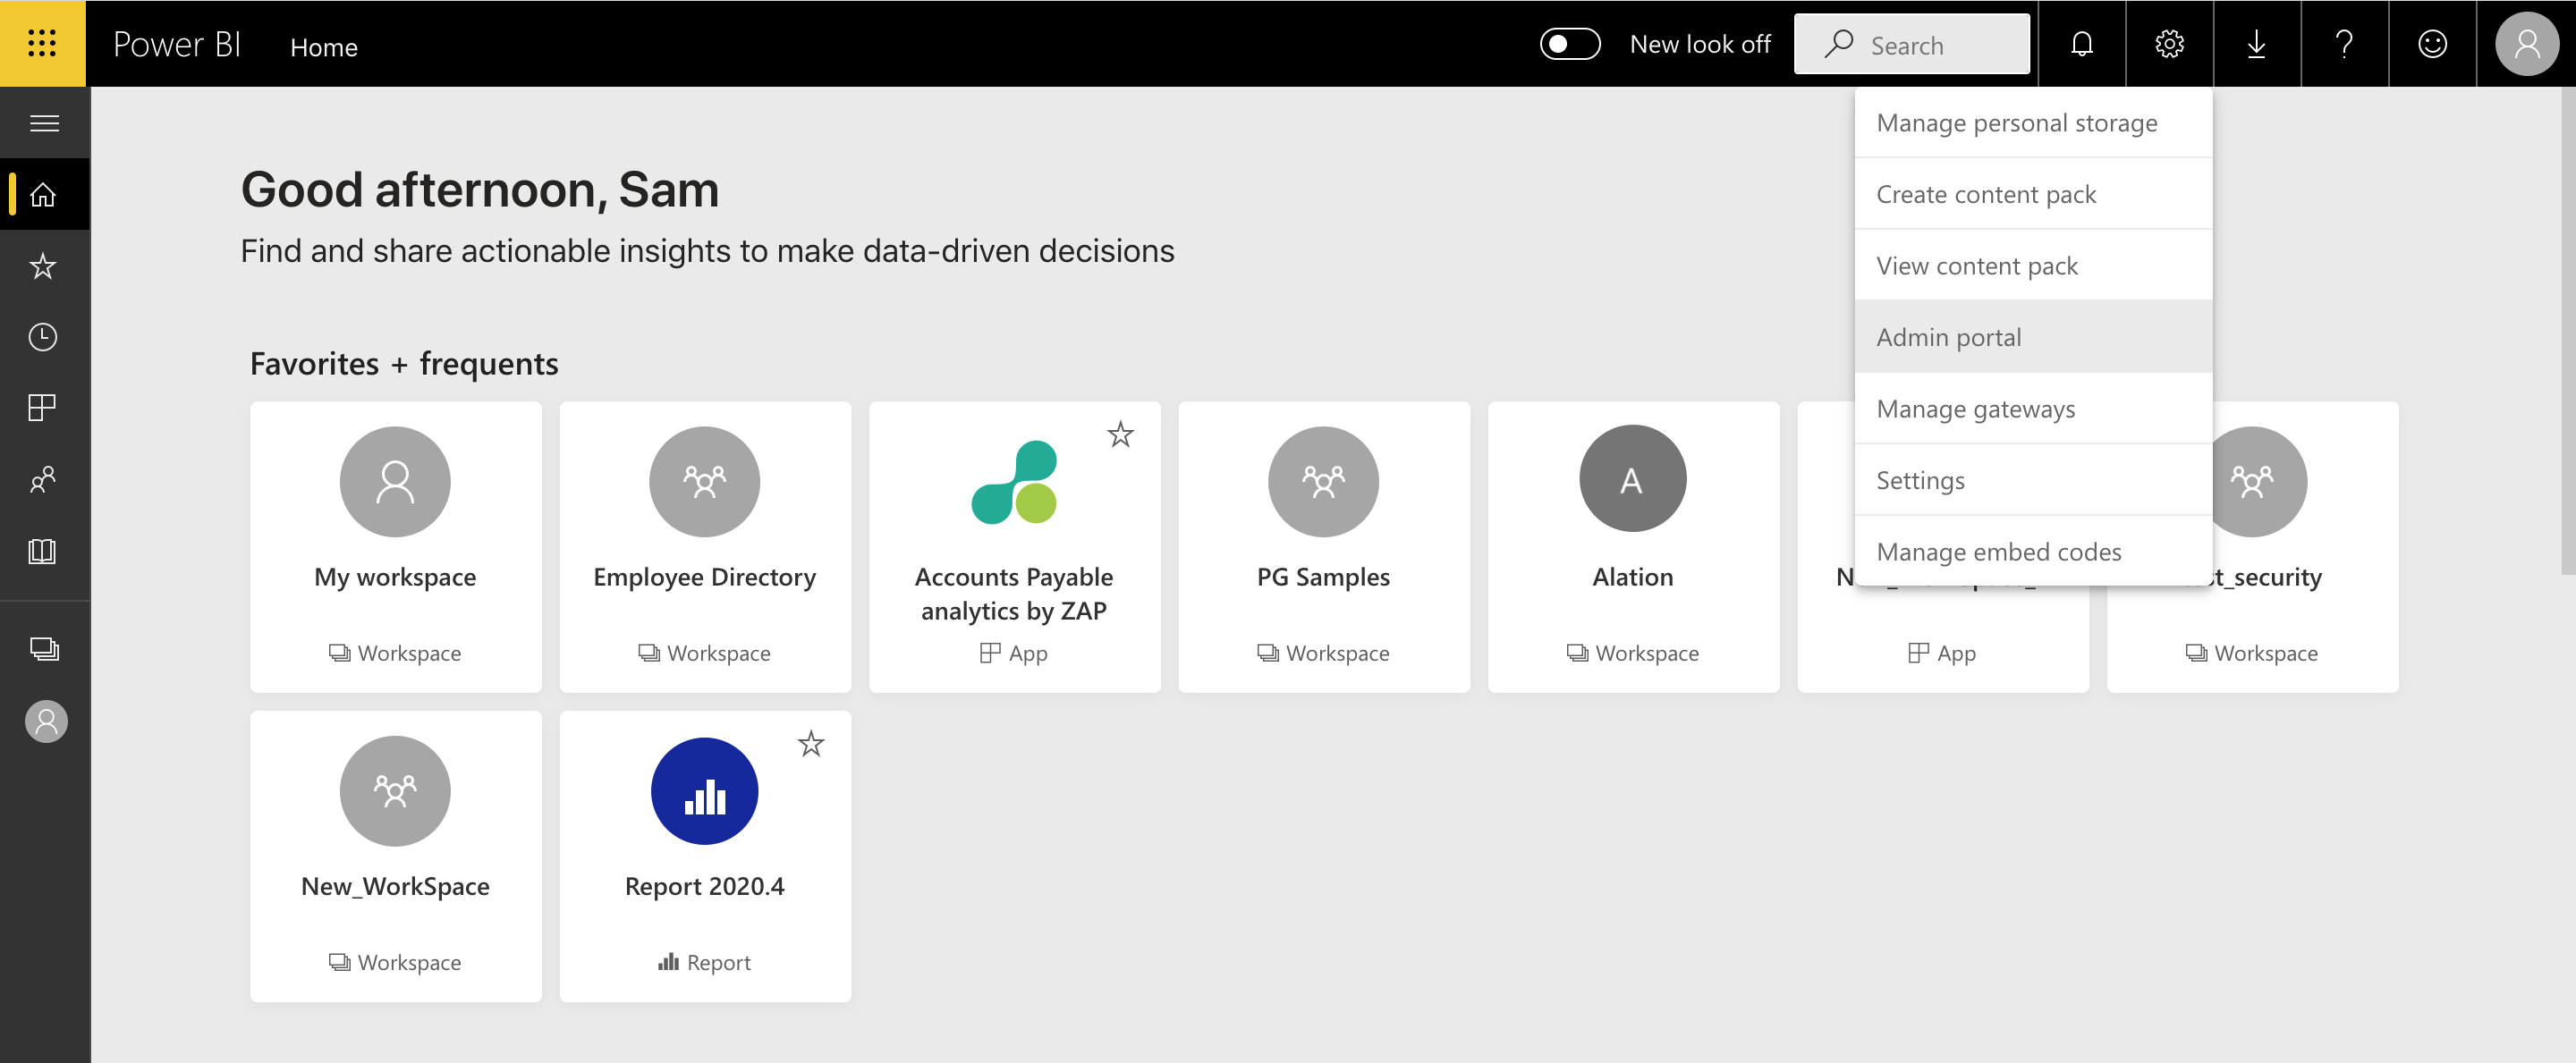 Power BI
Home
New look off
Search
Manage personal storage
Create content pack
View content pack
Admin portal
Manage gateways
Settings
Manage embed codes
Good afternoon, Sam
Find and share actionable insights to make data-driven decisions
Favorites + frequents
My workspace
Workspace
Employee Directory
Workspace
Accounts Payable
analytics by ZAP
App
PG Samples
Workspace
A
Alation
Workspace
App
_security
Workspace
New_WorkSpace
Workspace
Report 2020.4
Report